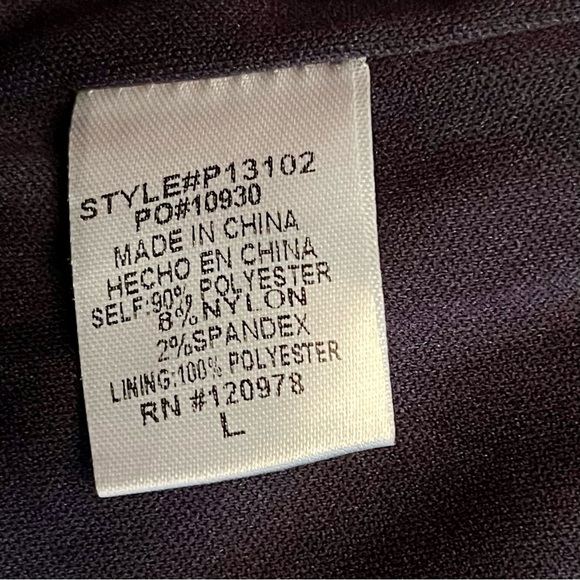 STYLE#P13102
PO#10930
MADE IN CHINA
HECHO EN CHINA
SELF:90% POLYESTER
8%NYLON
2%SPANDEX
LINING:100% POLYESTER
RN #120978
L